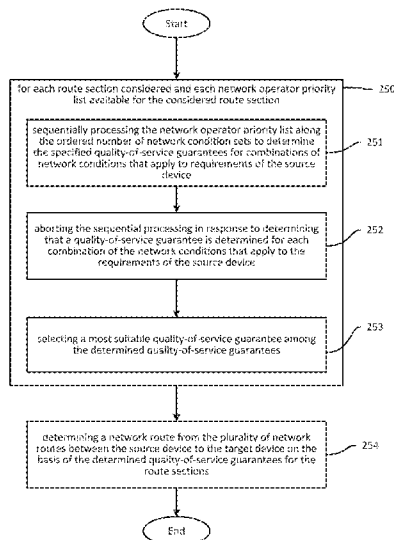 Start
for each route section considered and each network operator priority
list available for the considered route section
250
sequentially processing the network operator priority list along
the ordered number of network condition sets to determine
the specified quality-of-service guarantees for combinations of
network conditions that apply to requirements of the source
device
251
aborting the sequential processing in response to determining
that a quality-of-service guarantee is determined for each
combination of the network conditions that apply to the
requirements of the source device
252
selecting a most suitable quality-of-service guarantee among
the determined quality-of-service guarantees
253
determining a network route from the plurality of network
routes between the source device to the target device on the
basis of the determined quality-of-service guarantees for the
route sections
254
End